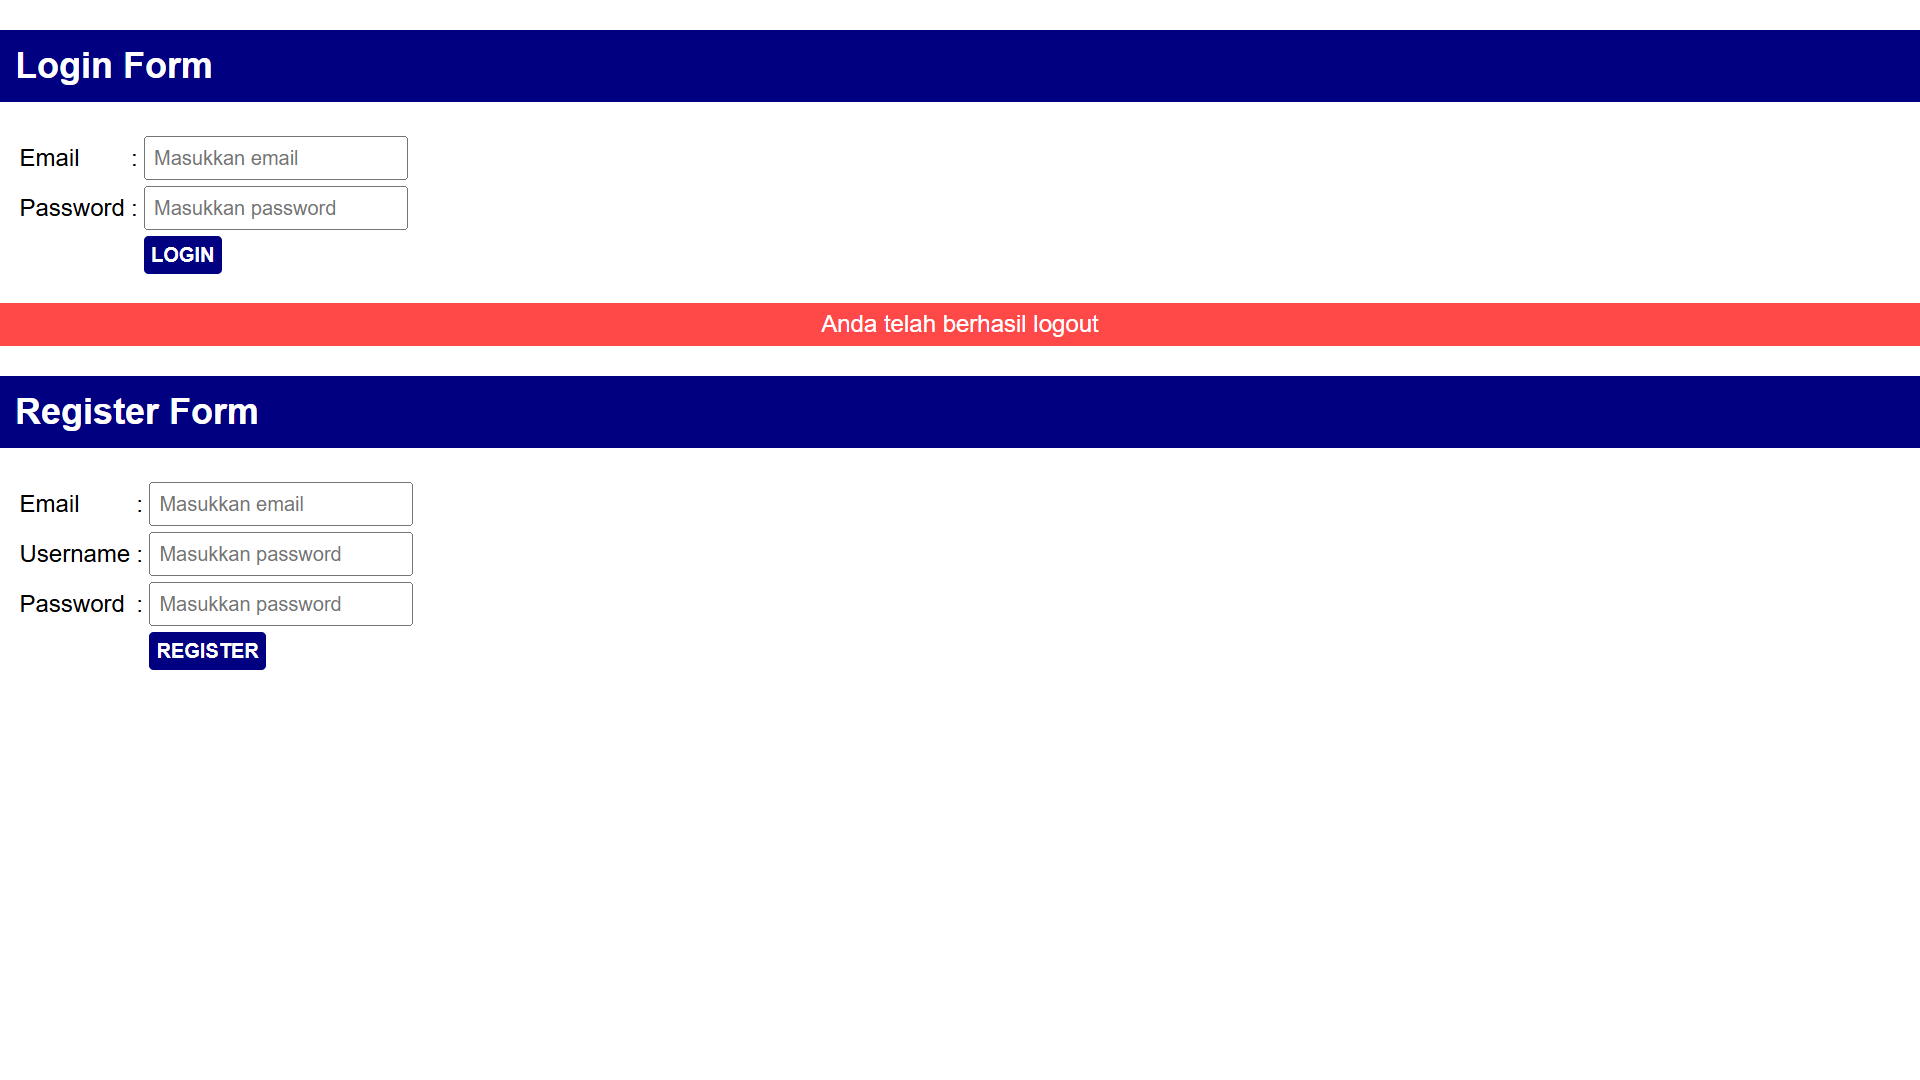 Login Form
Email : Masukkan email
Password : Masukkan password
LOGIN
Anda telah berhasil logout
Register Form
Email : Masukkan email
Username : Masukkan password
Password : Masukkan password
REGISTER